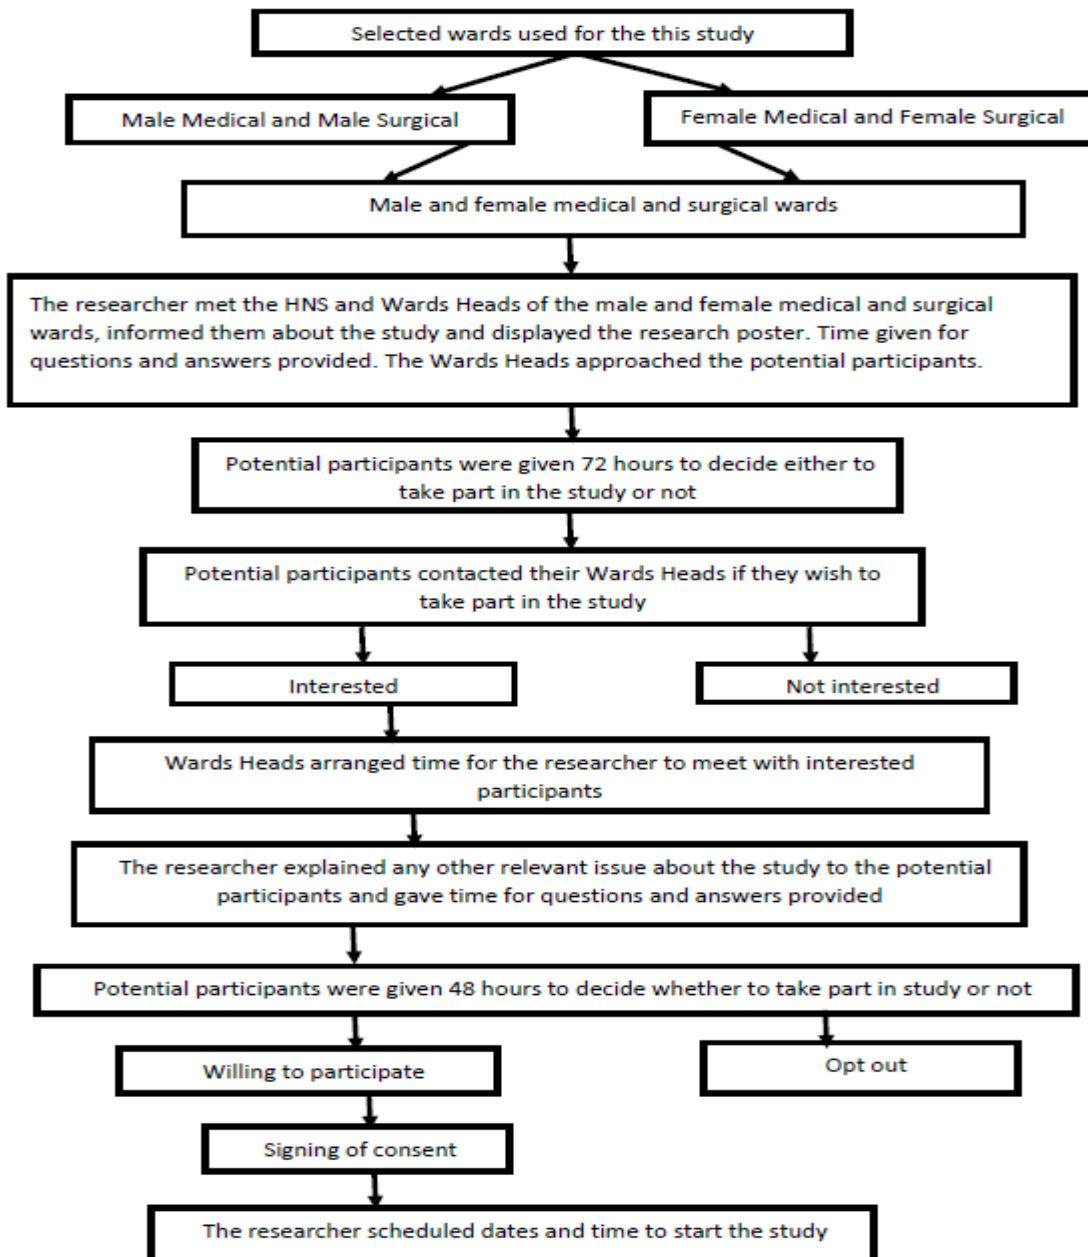 Selected wards used for the this study
Male Medical and Male Surgical
Female Medical and Female Surgical
Male and female medical and surgical wards
The researcher met the HNS and Wards Heads of the male and female medical and surgical
wards, informed them about the study and displayed the research poster. Time given for
questions and answers provided. The Wards Heads approached the potential participants.
Potential participants were given 72 hours to decide either to
take part in the study or not
Potential participants contacted their Wards Heads if they wish to
take part in the study
Interested
Not interested
Wards Heads arranged time for the researcher to meet with interested
participants
The researcher explained any other relevant issue about the study to the potential
participants and gave time for questions and answers provided
Potential participants were given 48 hours to decide whether to take part in study or not
Willing to participate
Opt out
Signing of consent
The researcher scheduled dates and time to start the study